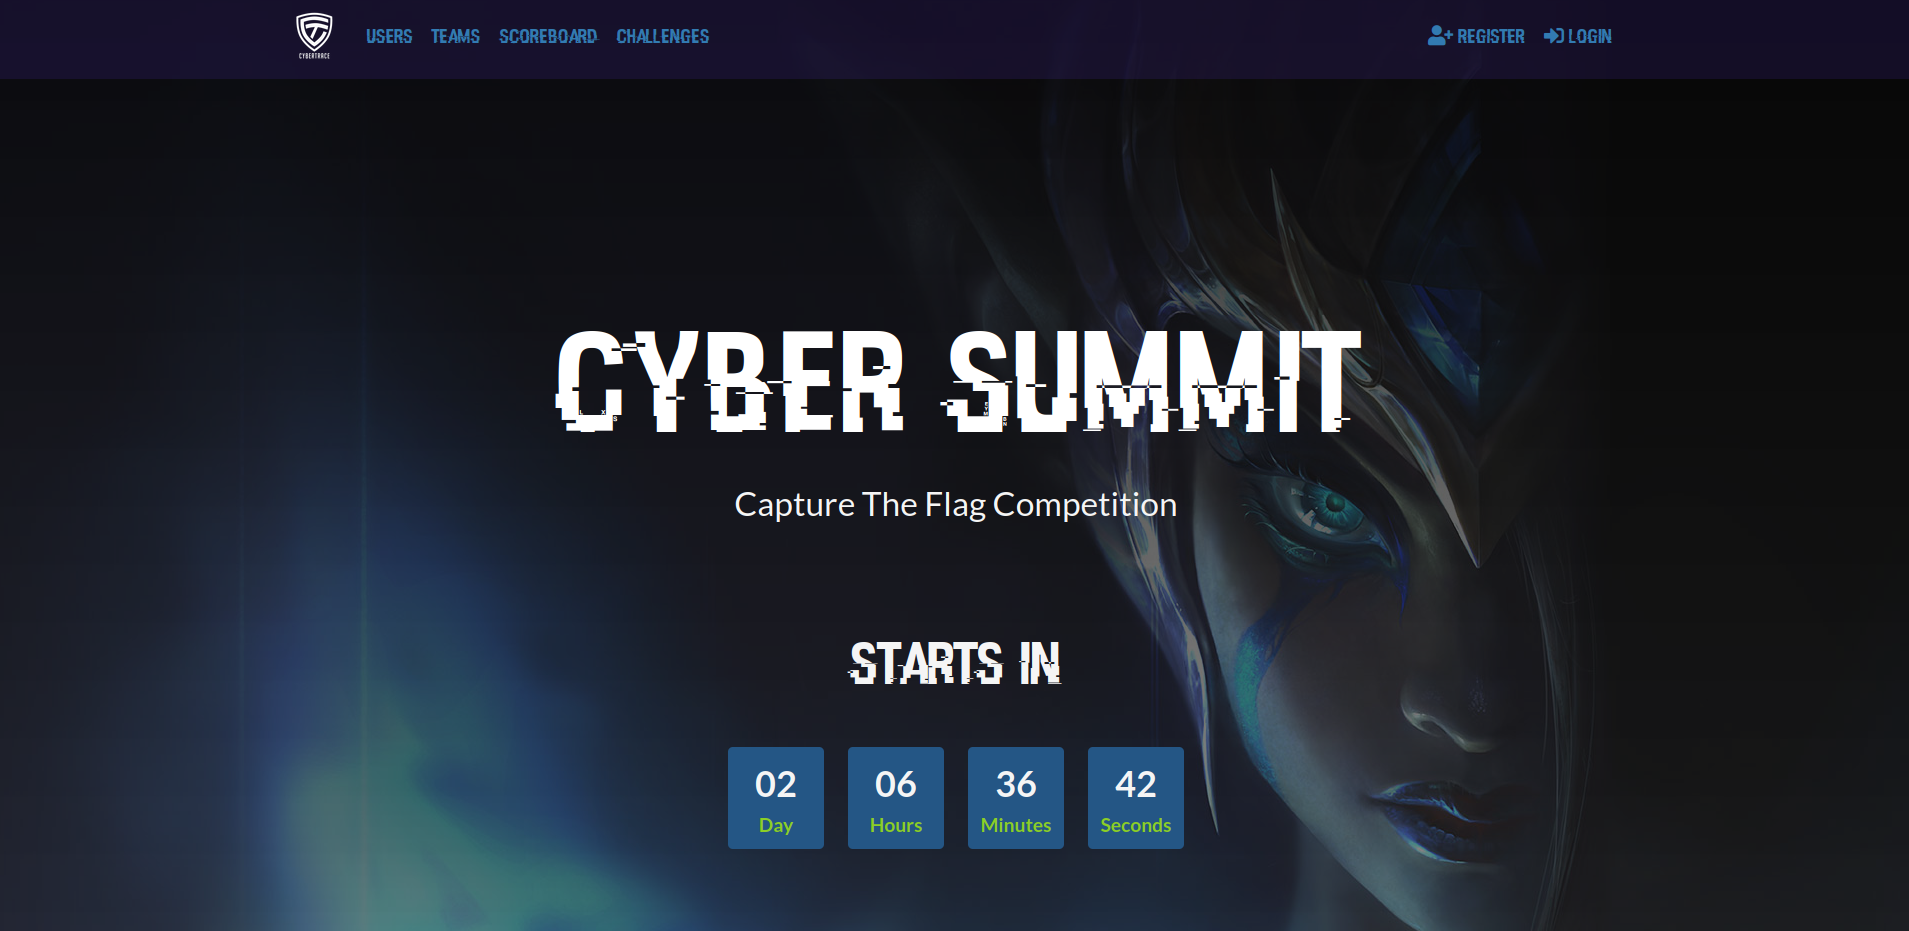 CYBERTRACE
USERS TEAMS SCOREBOARD CHALLENGES REGISTER LOGIN
CYBER SUMMIT
Capture The Flag Competition
STARTS IN
02 06 36 42
Day Hours Minutes Seconds